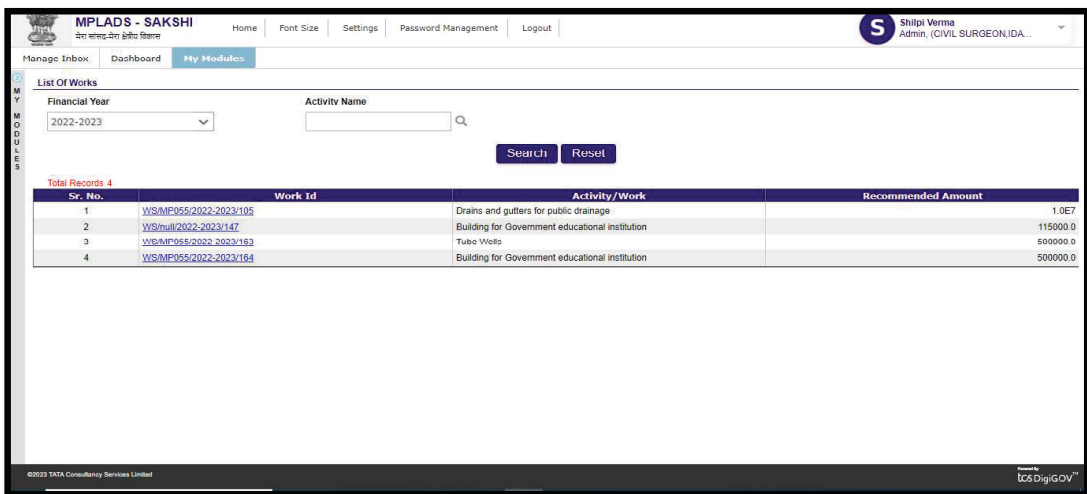 MPLADS - SAKSHI
मेरा सांसद-मेरा क्षेत्रीय विकास
Home Font Size Settings Password Management Logout
S
Shilpi Verma
Admin, (CIVIL SURGEON,IDA...
Manage Inbox Dashboard My Modules
MY MODULES
List Of Works
Financial Year Activity Name
2022-2023
Search Reset
Total Records 4
Sr. No. Work Id Activity/Work Recommended Amount
1 WS/MP055/2022-2023/105 Drains and gutters for public drainage 1.0E7
2 WS/null/2022-2023/147 Building for Government educational institution 115000.0
3 WS/MP055/2022-2023/163 Tube Wells 500000.0
4 WS/MP055/2022-2023/164 Building for Government educational institution 500000.0
©2023 TATA Consultancy Services Limited
Powered By
tcs DigiGOV™